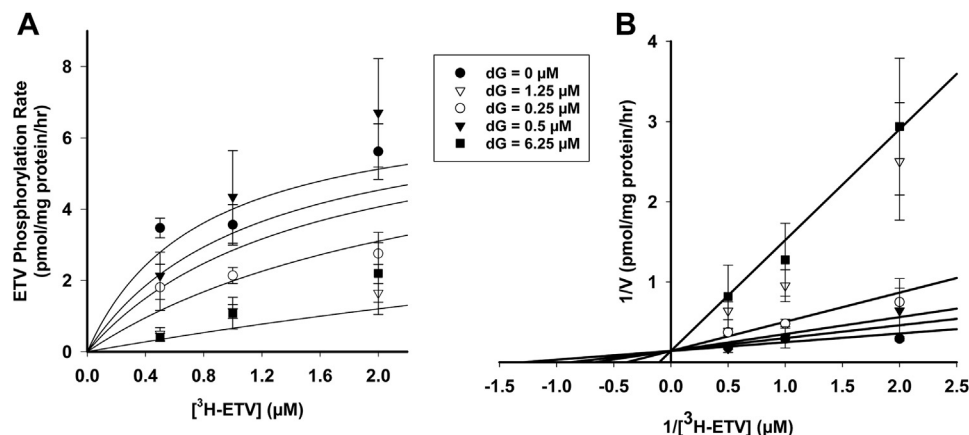 A
ETV Phosphorylation Rate
(pmol/mg protein/hr)
8
6
4
2
0
0.0 0.4 0.8 1.2 1.6 2.0
[³H-ETV] (µM)
dG = 0 µM
dG = 1.25 µM
dG = 0.25 µM
dG = 0.5 µM
dG = 6.25 µM
B
1/V (pmol/mg protein/hr)
4
3
2
1
0
-1.5 -1.0 -0.5 0.0 0.5 1.0 1.5 2.0 2.5
1/[³H-ETV] (µM)